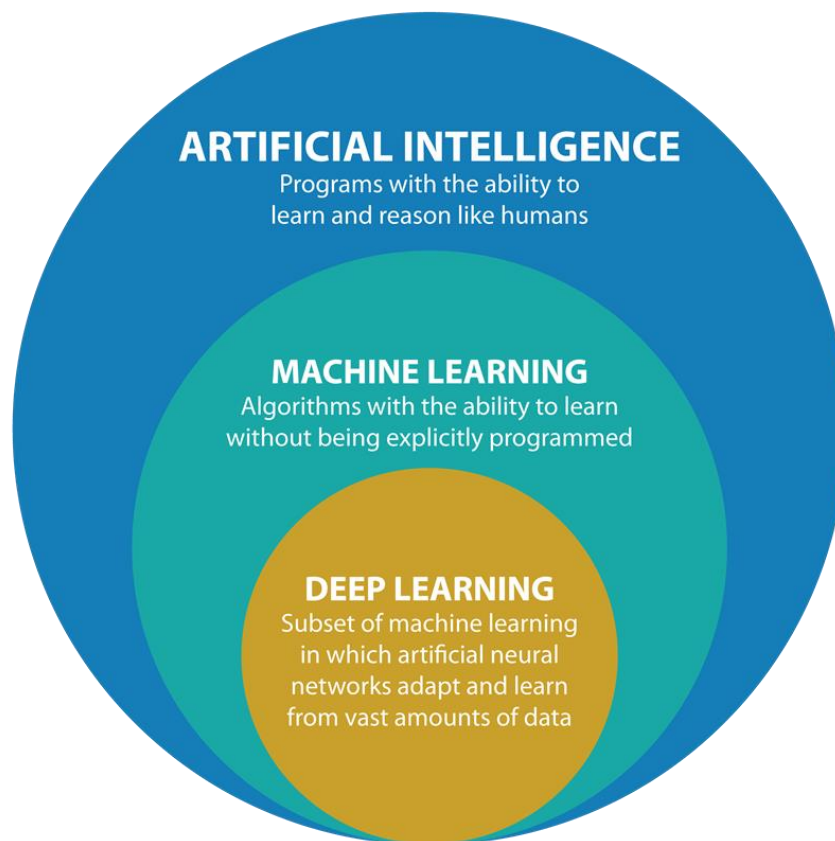 ARTIFICIAL INTELLIGENCE
Programs with the ability to
learn and reason like humans
MACHINE LEARNING
Algorithms with the ability to learn
without being explicitly programmed
DEEP LEARNING
Subset of machine learning
in which artificial neural
networks adapt and learn
from vast amounts of data